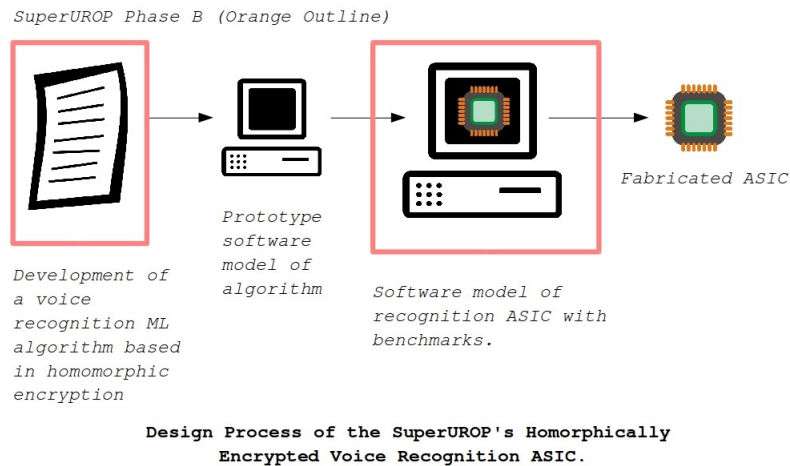 SuperUROP Phase B (Orange Outline)
Development of
a voice
recognition ML
algorithm based
in homomorphic
encryption
Prototype
software
model of
algorithm
Software model of
recognition ASIC with
benchmarks.
Fabricated ASIC
Design Process of the SuperUROP's Homorphically
Encrypted Voice Recognition ASIC.